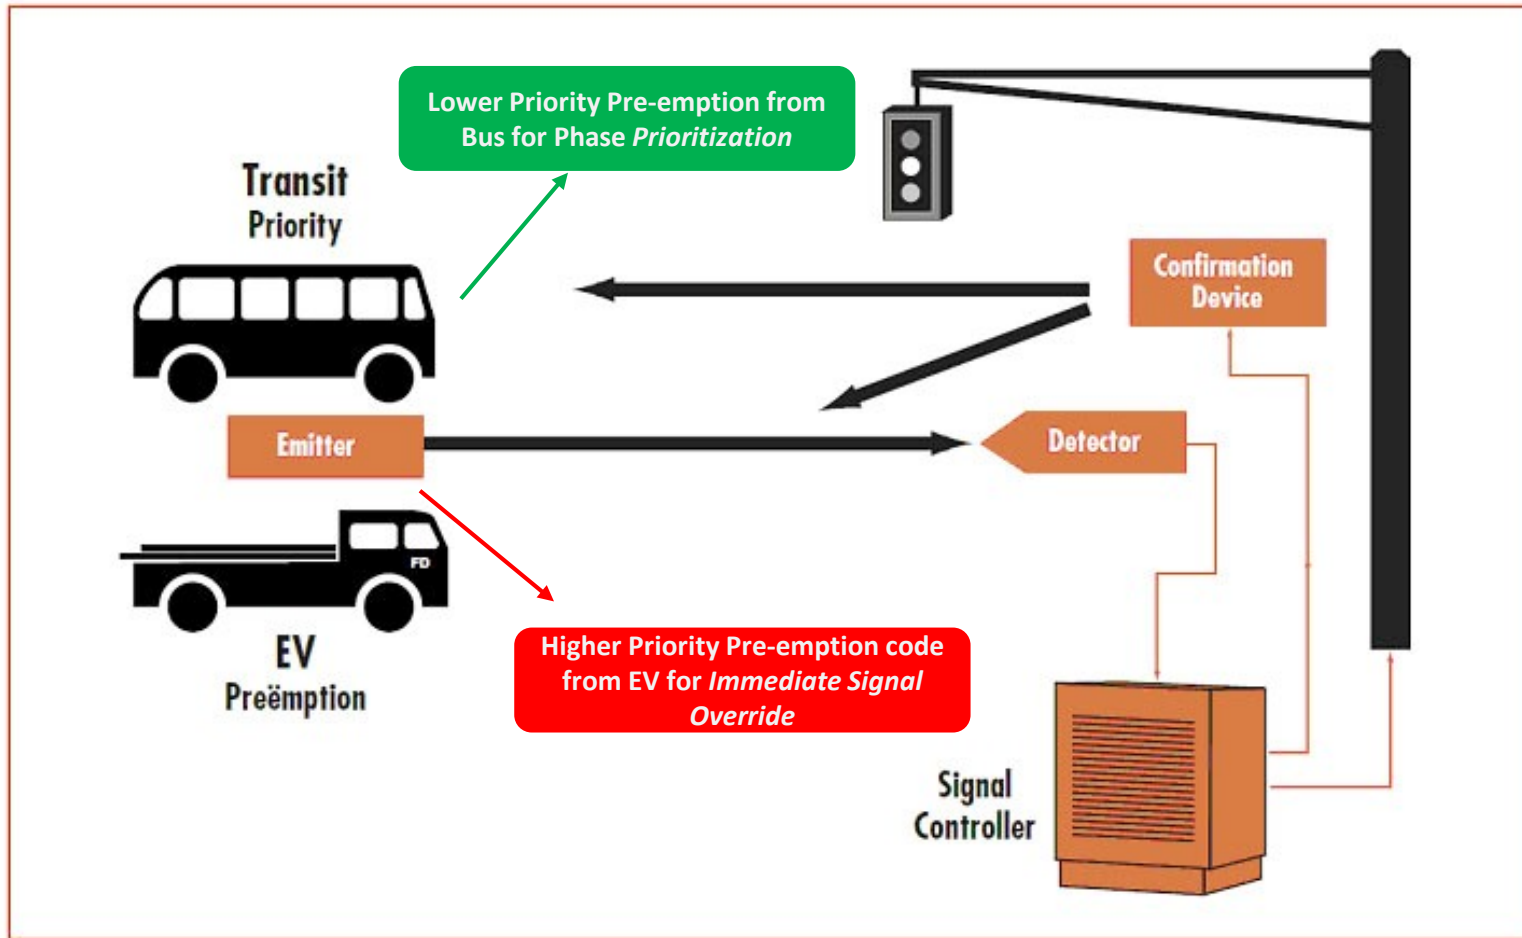 Lower Priority Pre-emption from
Bus for Phase Prioritization
Transit
Priority
Confirmation
Device
Emitter
Detector
FD
EV
Preëmption
Higher Priority Pre-emption code
from EV for Immediate Signal
Override
Signal
Controller